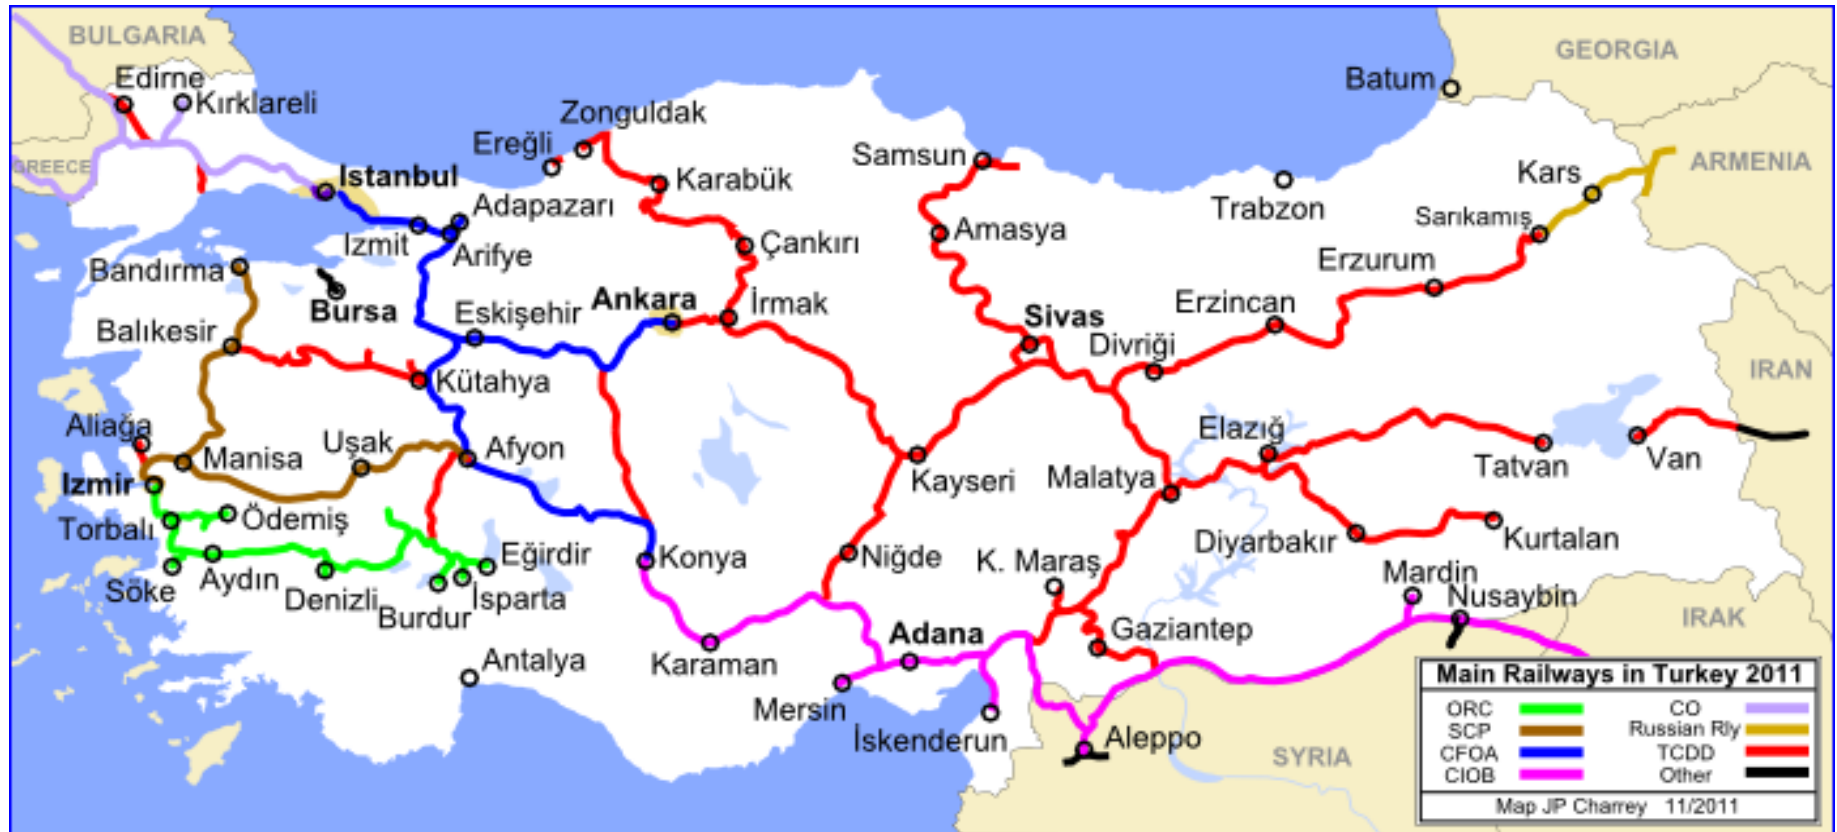 BULGARIA
GEORGIA
Edirne
Kırklareli
Batum
Zonguldak
Ereğli
GREECE
Istanbul
Karabük
Samsun
ARMENIA
Kars
Adapazarı
Trabzon
Sarıkamış
Izmit
Arifye
Çankırı
Amasya
Bandırma
Erzurum
Bursa
Eskişehir
Ankara
İrmak
Erzincan
Sivas
Balıkesir
Divriği
Kütahya
IRAN
Aliağa
Manisa
Uşak
Afyon
Elazığ
Tatvan
Van
Izmir
Kayseri
Malatya
Torbalı
Ödemiş
Diyarbakır
Kurtalan
Eğirdir
Konya
Niğde
K. Maraş
Mardin
Söke
Aydın
Denizli
Isparta
Burdur
Nusaybin
IRAK
Adana
Gaziantep
Antalya
Karaman
Mersin
İskenderun
Aleppo
SYRIA
Main Railways in Turkey 2011
ORC
CO
SCP
Russian Rly
CFOA
TCDD
CIOB
Other
Map JP Charrey 11/2011